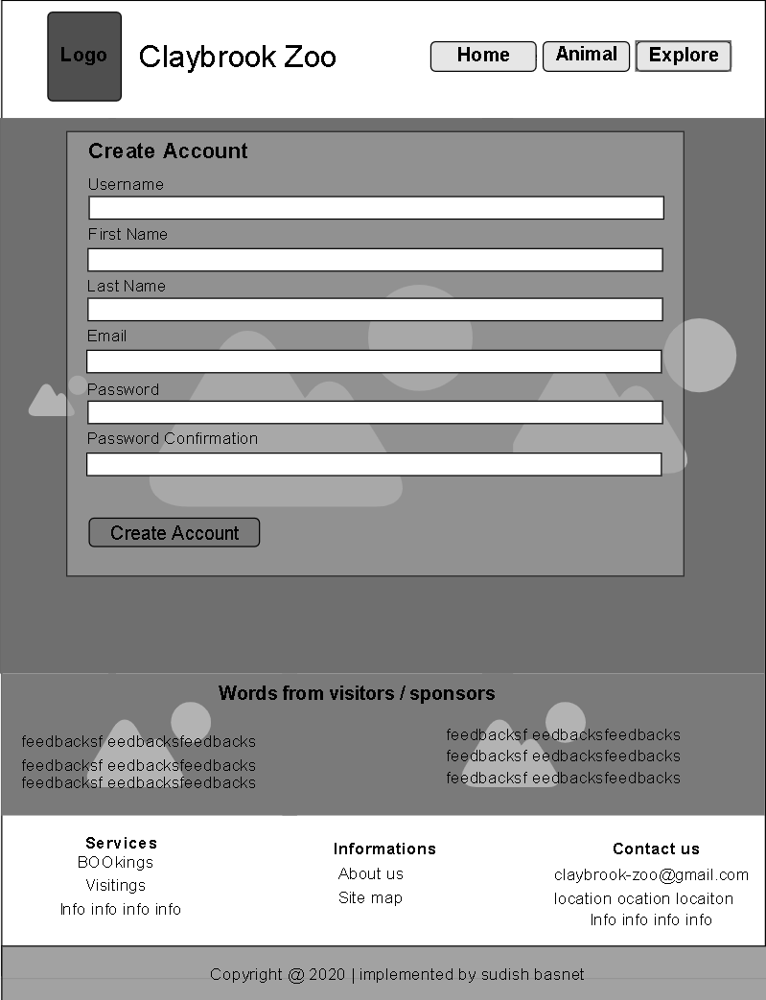 Logo
Claybrook Zoo
Home
Animal
Explore
Create Account
Username
First Name
Last Name
Email
Password
Password Confirmation
Create Account
Words from visitors / sponsors
feedbacksf eedbacksfeedbacks
feedbacksf eedbacksfeedbacks
feedbacksf eedbacksfeedbacks
feedbacksf eedbacksfeedbacks
feedbacksf eedbacksfeedbacks
feedbacksf eedbacksfeedbacks
Services
BOOkings
Visitings
Info info info info
Informations
About us
Site map
Contact us
claybrook-zoo@gmail.com
location ocation locaiton
Info info info info
Copyright @ 2020 | implemented by sudish basnet